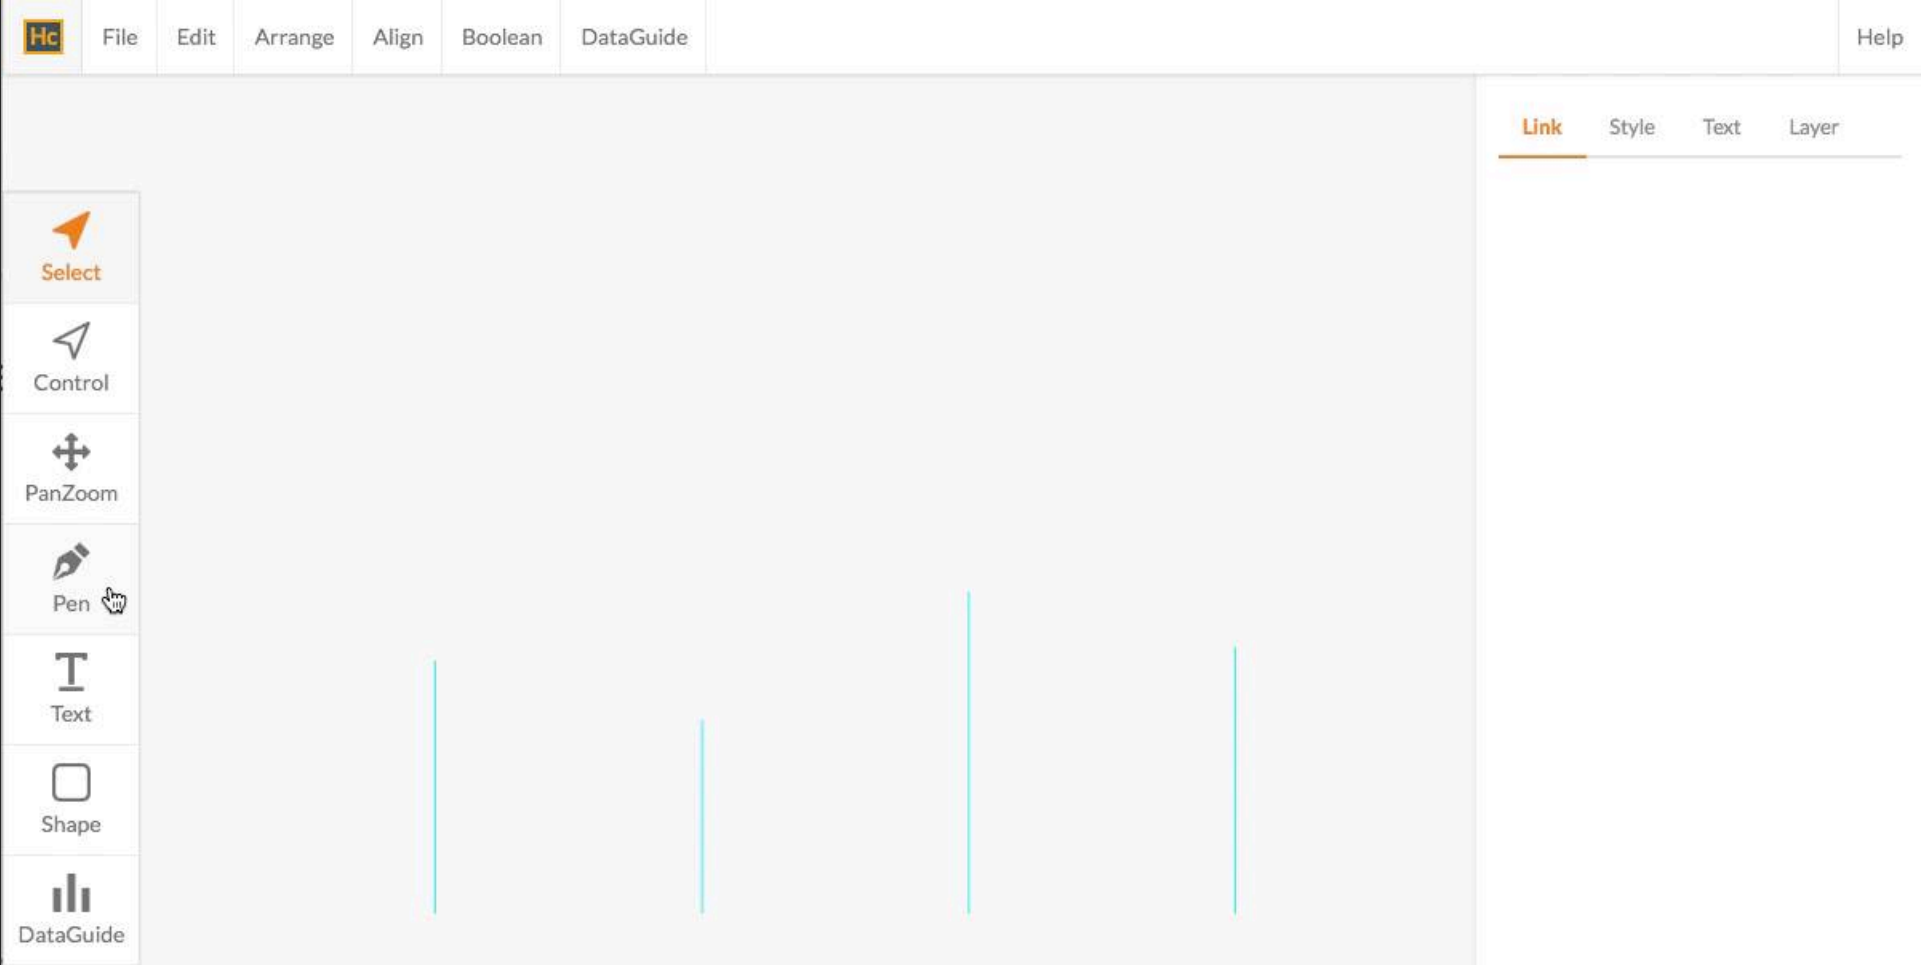 Hc File Edit Arrange Align Boolean DataGuide Help
Link Style Text Layer
Select
Control
PanZoom
Pen
Text
Shape
DataGuide